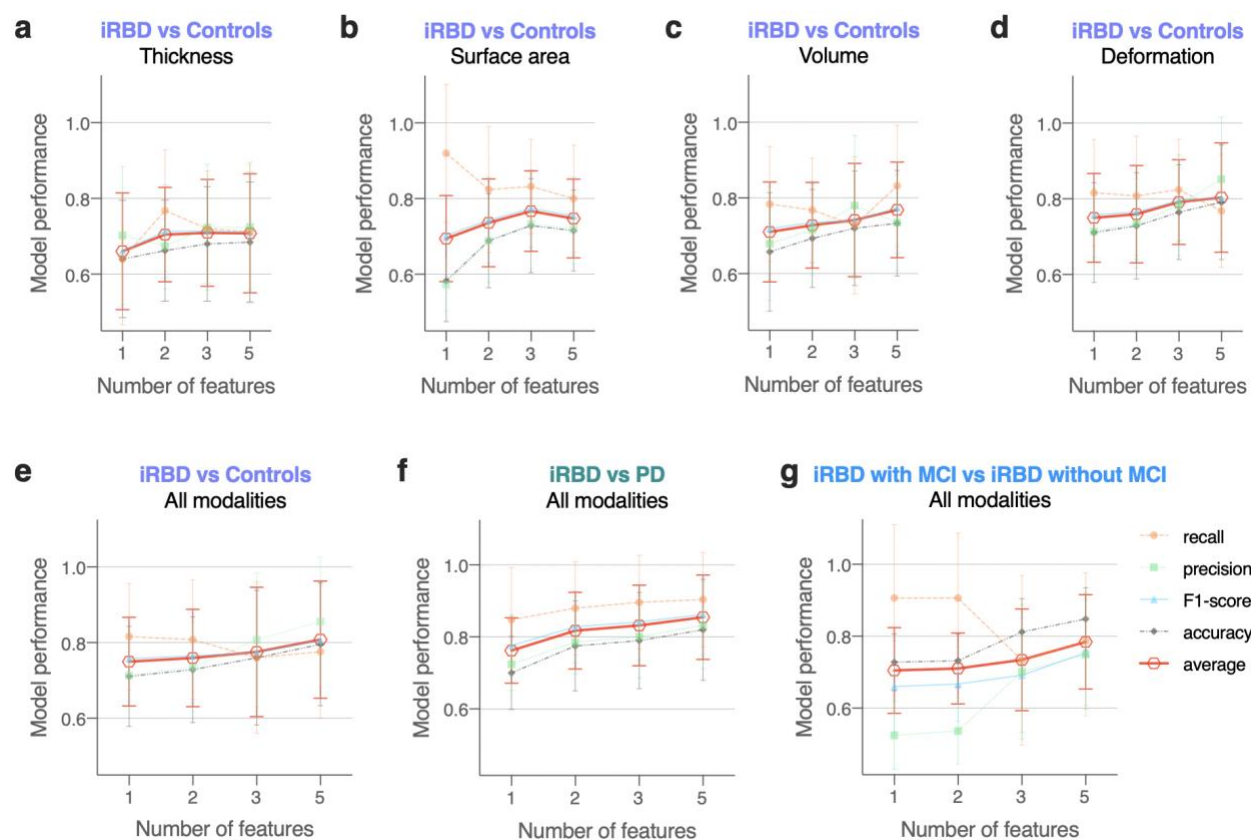 a
iRBD vs Controls
Thickness
Model performance
1.0
0.8
0.6
1 2 3 5
Number of features
b
iRBD vs Controls
Surface area
Model performance
1.0
0.8
0.6
1 2 3 5
Number of features
c
iRBD vs Controls
Volume
Model performance
1.0
0.8
0.6
1 2 3 5
Number of features
d
iRBD vs Controls
Deformation
Model performance
1.0
0.8
0.6
1 2 3 5
Number of features
e
iRBD vs Controls
All modalities
Model performance
1.0
0.8
0.6
1 2 3 5
Number of features
f
iRBD vs PD
All modalities
Model performance
1.0
0.8
0.6
1 2 3 5
Number of features
g
iRBD with MCI vs iRBD without MCI
All modalities
Model performance
1.0
0.8
0.6
1 2 3 5
Number of features
recall
precision
F1-score
accuracy
average